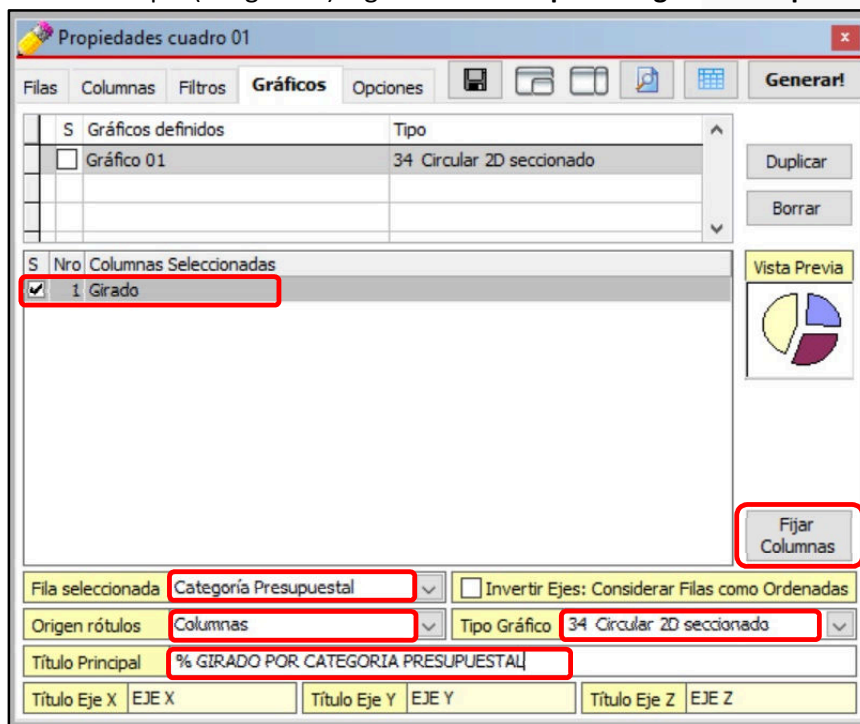 Propiedades cuadro 01
x
Filas Columnas Filtros Gráficos Opciones Generar!
S Gráficos definidos Tipo
Gráfico 01 34 Circular 2D seccionado
Duplicar
Borrar
S Nro Columnas Seleccionadas
1 Girado
Vista Previa
Fijar
Columnas
Fila seleccionada Categoría Presupuestal Invertir Ejes: Considerar Filas como Ordenadas
Origen rótulos Columnas Tipo Gráfico 34 Circular 2D seccionado
Título Principal % GIRADO POR CATEGORIA PRESUPUESTAL
Título Eje X EJE X Título Eje Y EJE Y Título Eje Z EJE Z